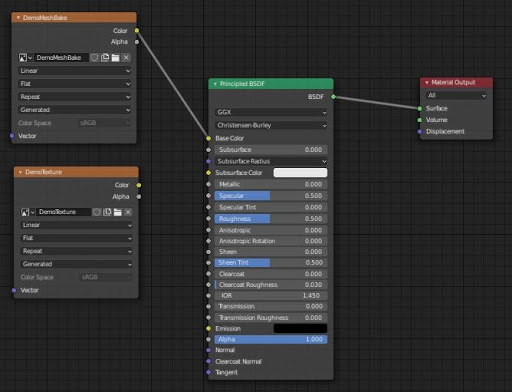 DemoMeshBake
Color
Alpha
DemoMeshBake
Linear
Flat
Repeat
Generated
Color Space sRGB
Vector
DemoTexture
Color
Alpha
DemoTexture
Linear
Flat
Repeat
Generated
Color Space sRGB
Vector
Principled BSDF
BSDF
GGX
Christensen-Burley
Base Color
Subsurface 0.000
Subsurface Radius
Subsurface Color
Metallic 0.000
Specular 0.500
Specular Tint 0.000
Roughness 0.500
Anisotropic 0.000
Anisotropic Rotation 0.000
Sheen 0.000
Sheen Tint 0.500
Clearcoat 0.000
Clearcoat Roughness 0.030
IOR 1.450
Transmission 0.000
Transmission Roughness 0.000
Emission
Alpha 1.000
Normal
Clearcoat Normal
Tangent
Material Output
All
Surface
Volume
Displacement